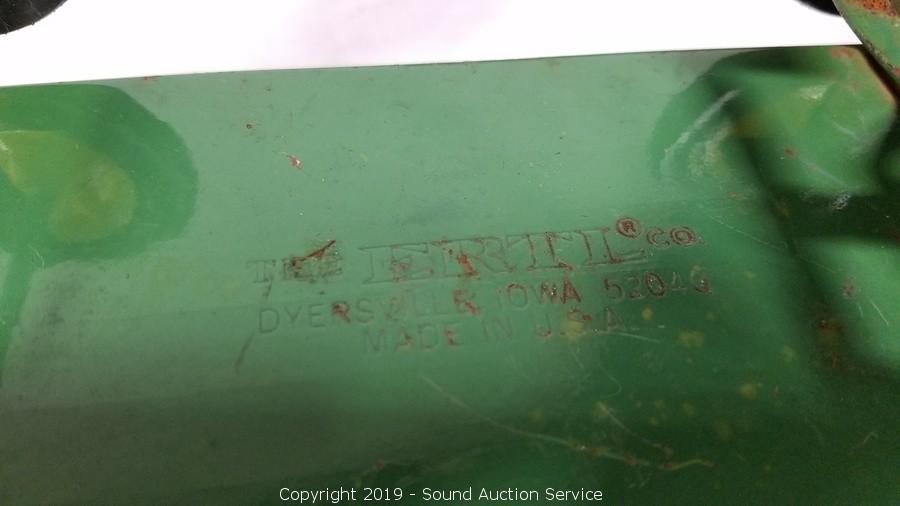 THE ERTL® CO.
DYERSVILLE, IOWA 52040
MADE IN U.S.A.
Copyright 2019 - Sound Auction Service